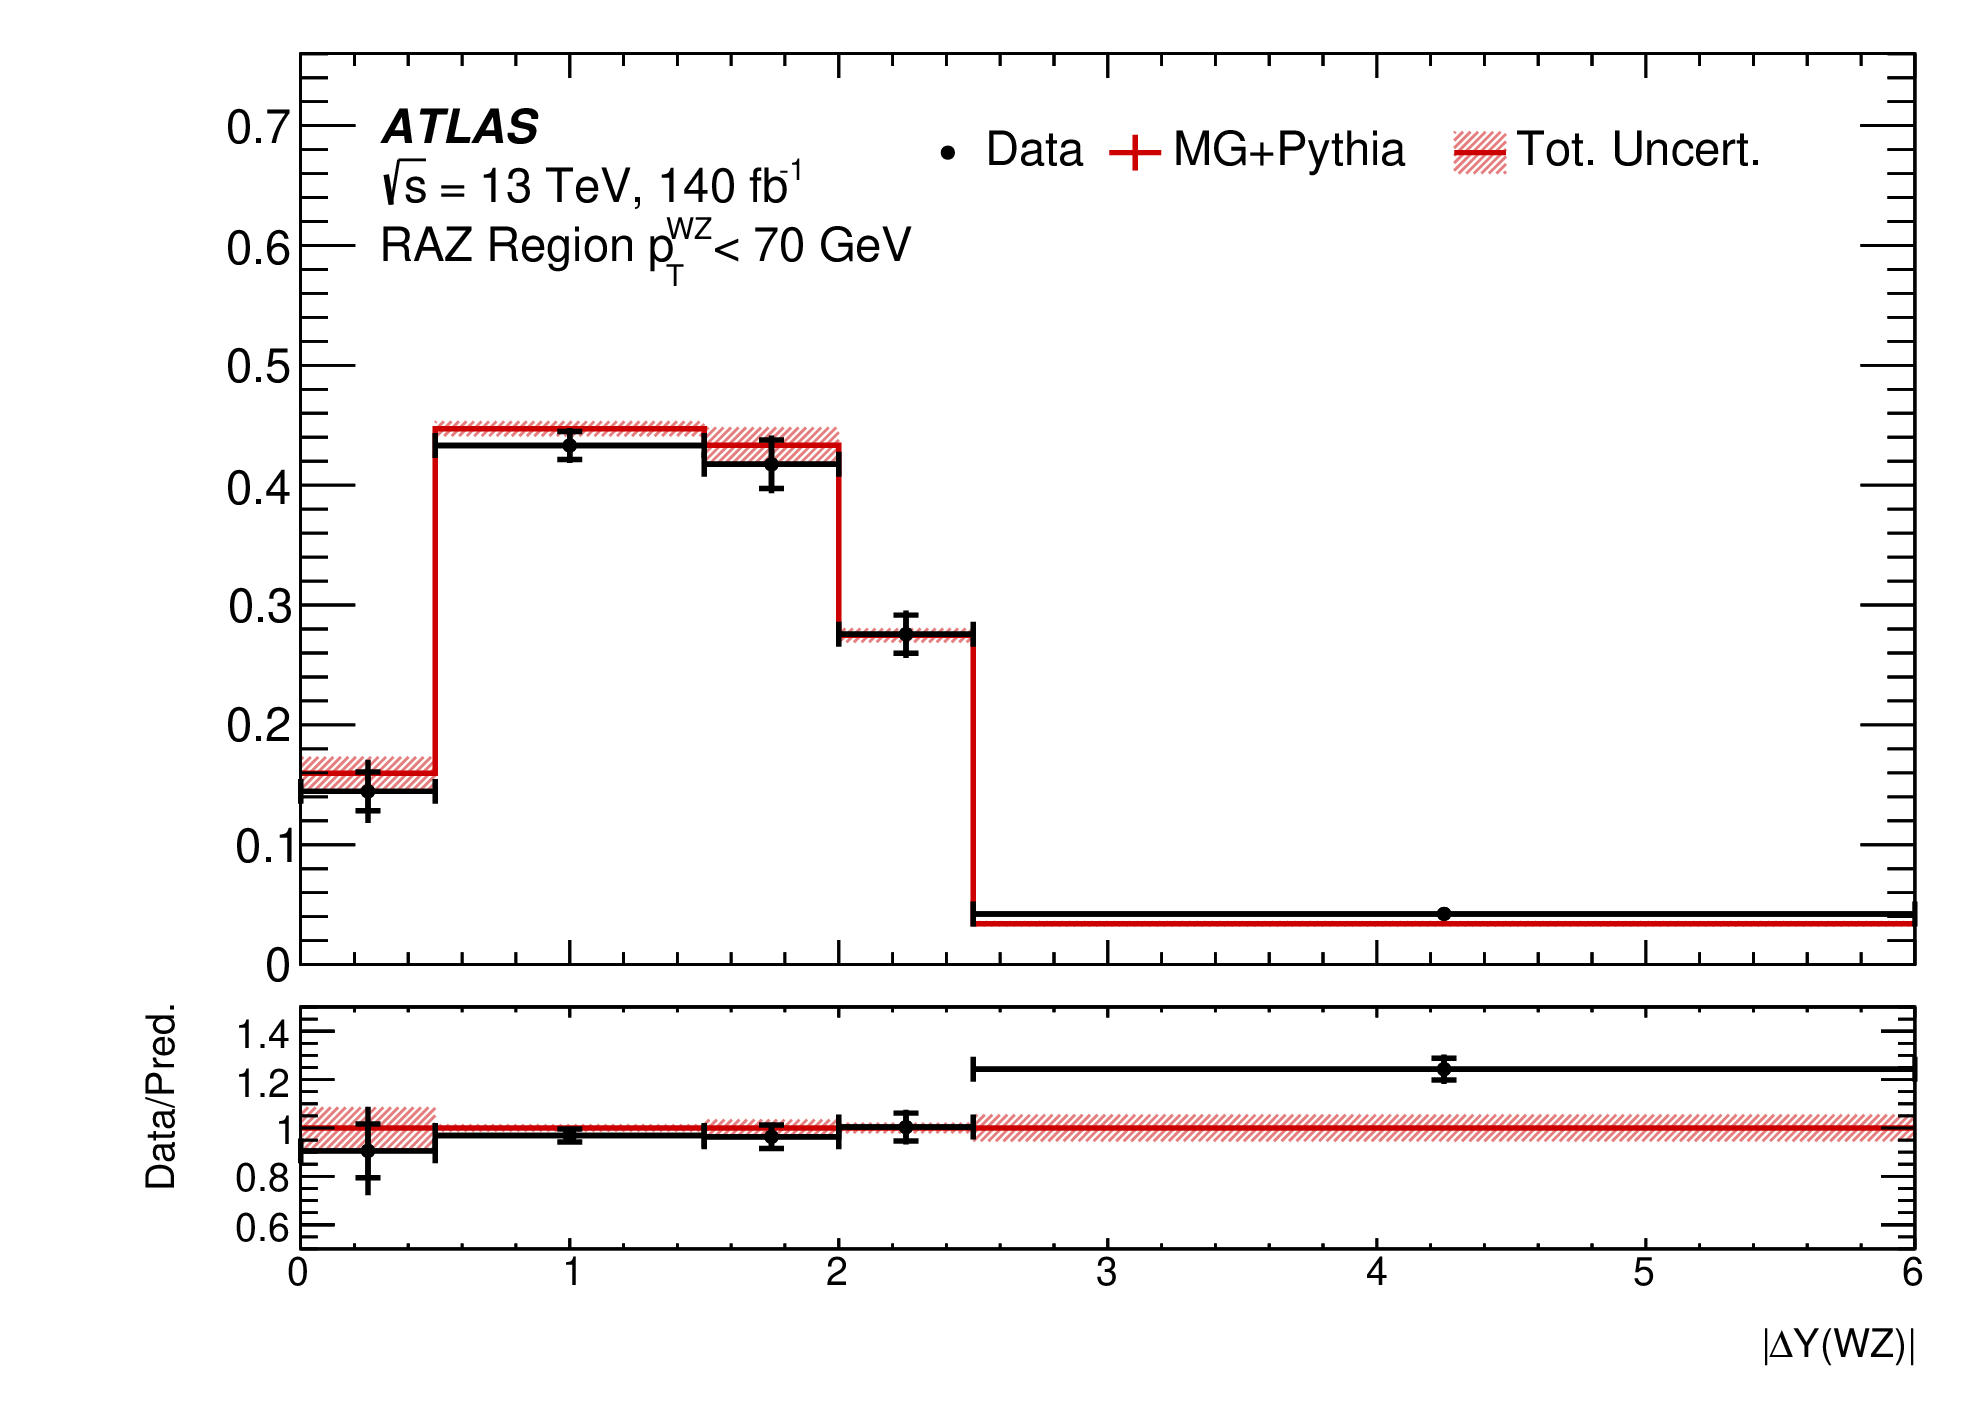 ATLAS
√s = 13 TeV, 140 fb⁻¹
RAZ Region p_T^WZ < 70 GeV
Data MG+Pythia Tot. Uncert.
0.7
0.6
0.5
0.4
0.3
0.2
0.1
0
Data/Pred.
1.4
1.2
1
0.8
0.6
0 1 2 3 4 5 6
|ΔY(WZ)|